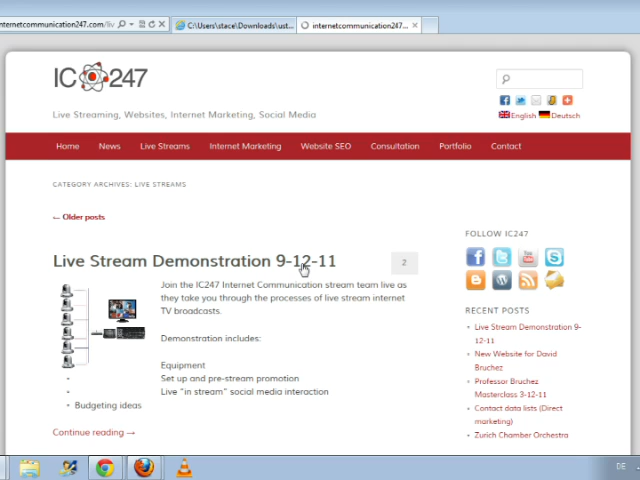 nternetcommunication247.com/liv
C:\Users\stace\Downloads\ust...
internetcommunication247....
IC 247
Live Streaming, Websites, Internet Marketing, Social Media
English Deutsch
Home News Live Streams Internet Marketing Website SEO Consultation Portfolio Contact
CATEGORY ARCHIVES: LIVE STREAMS
← Older posts
Live Stream Demonstration 9-12-11
2
Join the IC247 Internet Communication stream team live as
they take you through the processes of live stream internet
TV broadcasts.
Demonstration includes:
Equipment
Set up and pre-stream promotion
Live "in stream" social media interaction
Budgeting ideas
Continue reading →
FOLLOW IC247
RECENT POSTS
Live Stream Demonstration 9-
12-11
New Website for David
Bruchez
Professor Bruchez
Masterclass 3-12-11
Contact data lists (Direct
marketing)
Zurich Chamber Orchestra
DE